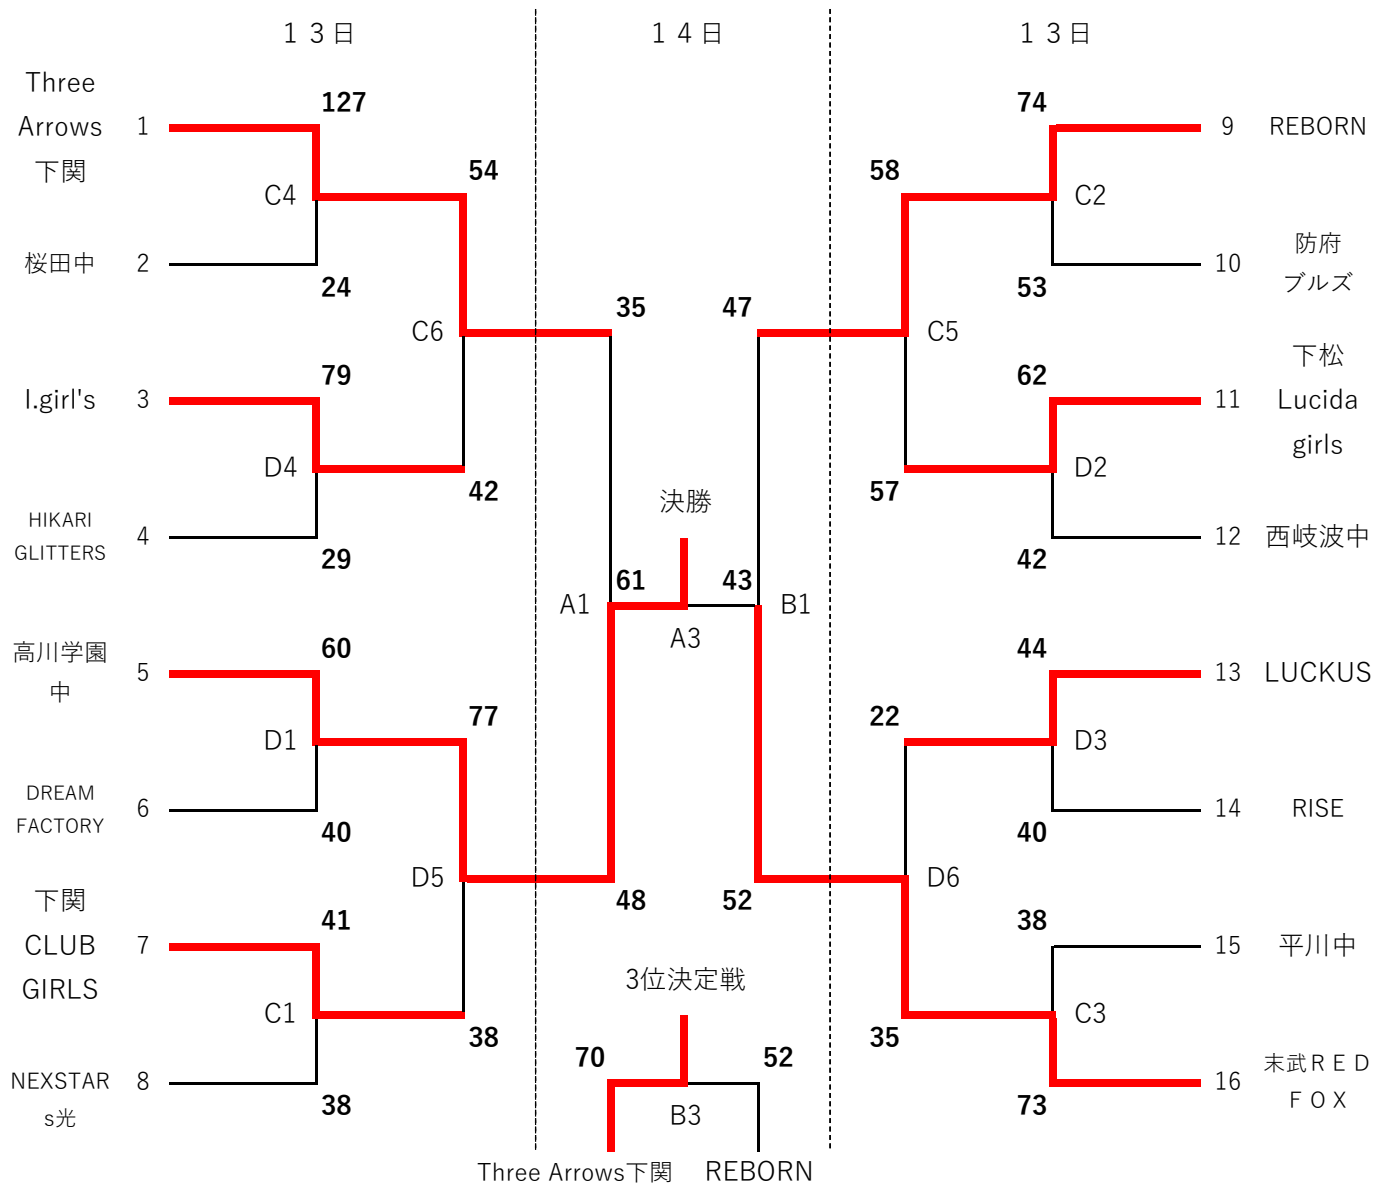 １３日
１４日
１３日
Three
Arrows
下関
1
127
C4
桜田中
2
24
54
C6
I.girl's
3
79
D4
HIKARI
GLITTERS
4
29
42
高川学園
中
5
60
D1
DREAM
FACTORY
6
40
77
D5
下関
CLUB
GIRLS
7
41
C1
NEXSTAR
s光
8
38
38
35
A1
48
決勝
61
43
A3
47
B1
52
3位決定戦
70
52
B3
Three Arrows下関
REBORN
74
9
REBORN
C2
53
10
防府
ブルズ
58
C5
57
62
11
下松
Lucida
girls
D2
42
12
西岐波中
44
13
LUCKUS
D3
40
14
RISE
22
D6
35
38
15
平川中
C3
73
16
末武ＲＥＤ
ＦＯＸ